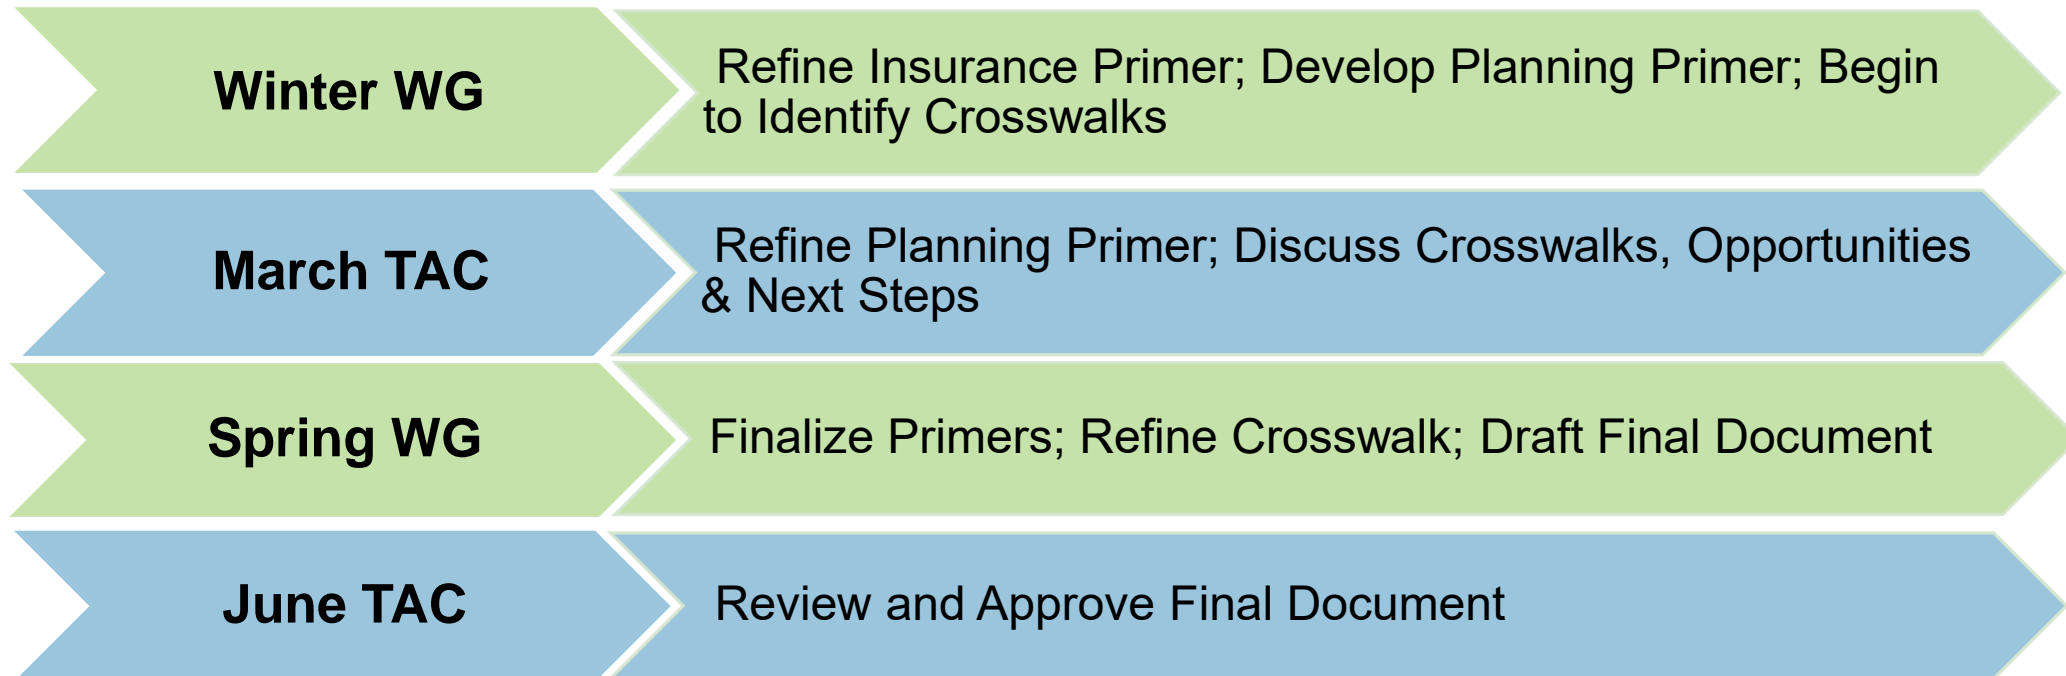 Winter WG
Refine Insurance Primer; Develop Planning Primer; Begin
to Identify Crosswalks
March TAC
Refine Planning Primer; Discuss Crosswalks, Opportunities
& Next Steps
Spring WG
Finalize Primers; Refine Crosswalk; Draft Final Document
June TAC
Review and Approve Final Document